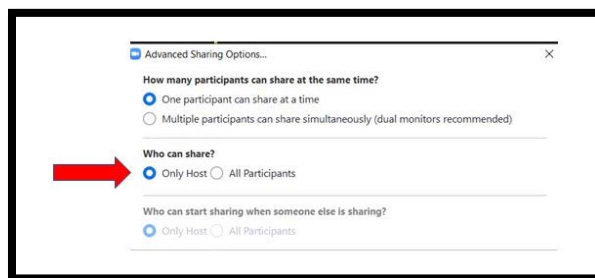 Advanced Sharing Options...
How many participants can share at the same time?
One participant can share at a time
Multiple participants can share simultaneously (dual monitors recommended)
Who can share?
Only Host All Participants
Who can start sharing when someone else is sharing?
Only Host All Participants